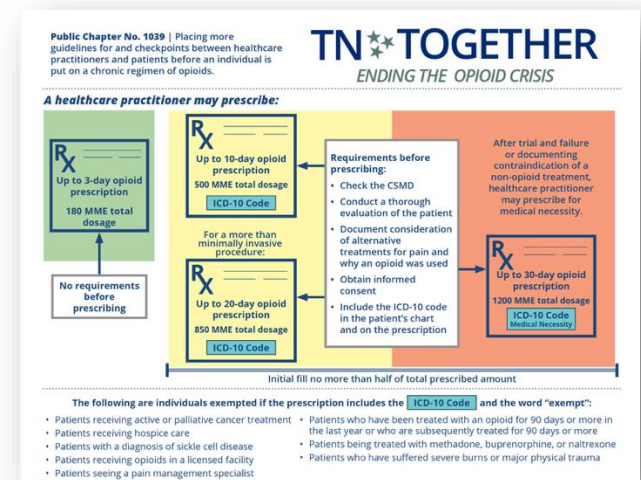 Public Chapter No. 1039 | Placing more
guidelines for and checkpoints between healthcare
practitioners and patients before an individual is
put on a chronic regimen of opioids.
TN TOGETHER
ENDING THE OPIOID CRISIS
A healthcare practitioner may prescribe:
Rx
Up to 3-day opioid
prescription
180 MME total
dosage
No requirements
before
prescribing
Rx
Up to 10-day opioid
prescription
500 MME total dosage
ICD-10 Code
For a more than
minimally invasive
procedure:
Rx
Up to 20-day opioid
prescription
850 MME total dosage
ICD-10 Code
Requirements before
prescribing:
• Check the CSMD
• Conduct a thorough
evaluation of the patient
• Document consideration
of alternative
treatments for pain and
why an opioid was used
• Obtain informed
consent
• Include the ICD-10 code
in the patient's chart
and on the prescription
After trial and failure
or documenting
contraindication of a
non-opioid treatment,
healthcare practitioner
may prescribe for
medical necessity.
Rx
Up to 30-day opioid
prescription
1200 MME total dosage
ICD-10 Code
Medical Necessity
Initial fill no more than half of total prescribed amount
The following are individuals exempted if the prescription includes the ICD-10 Code and the word "exempt":
• Patients receiving active or palliative cancer treatment
• Patients receiving hospice care
• Patients with a diagnosis of sickle cell disease
• Patients receiving opioids in a licensed facility
• Patients seeing a pain management specialist
• Patients who have been treated with an opioid for 90 days or more in
the last year or who are subsequently treated for 90 days or more
• Patients being treated with methadone, buprenorphine, or naltrexone
• Patients who have suffered severe burns or major physical trauma